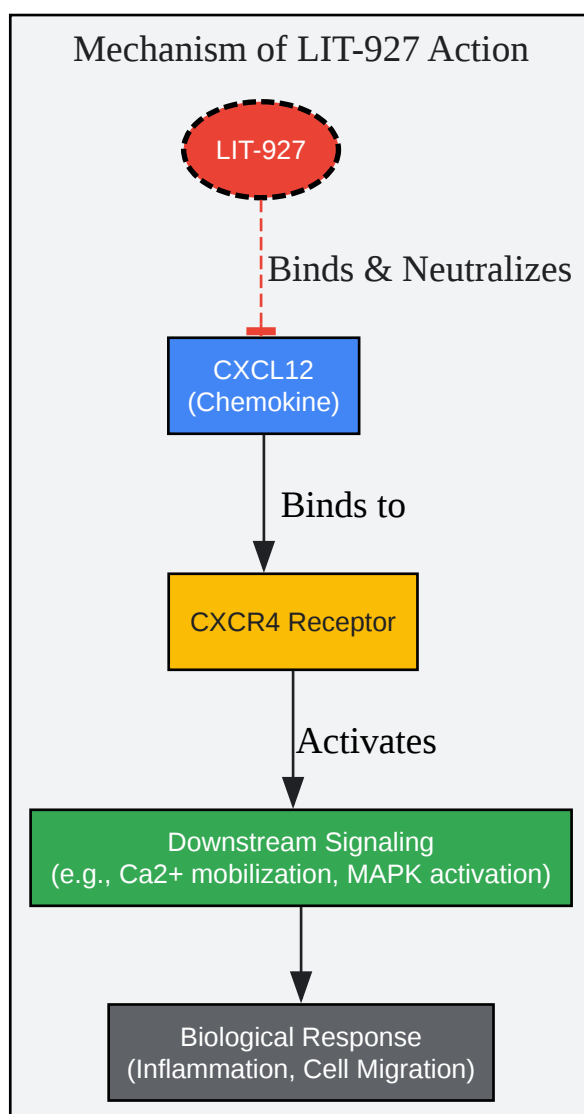 Mechanism of LIT-927 Action
LIT-927
Binds & Neutralizes
CXCL12
(Chemokine)
Binds to
CXCR4 Receptor
Activates
Downstream Signaling
(e.g., Ca2+ mobilization, MAPK activation)
Biological Response
(Inflammation, Cell Migration)